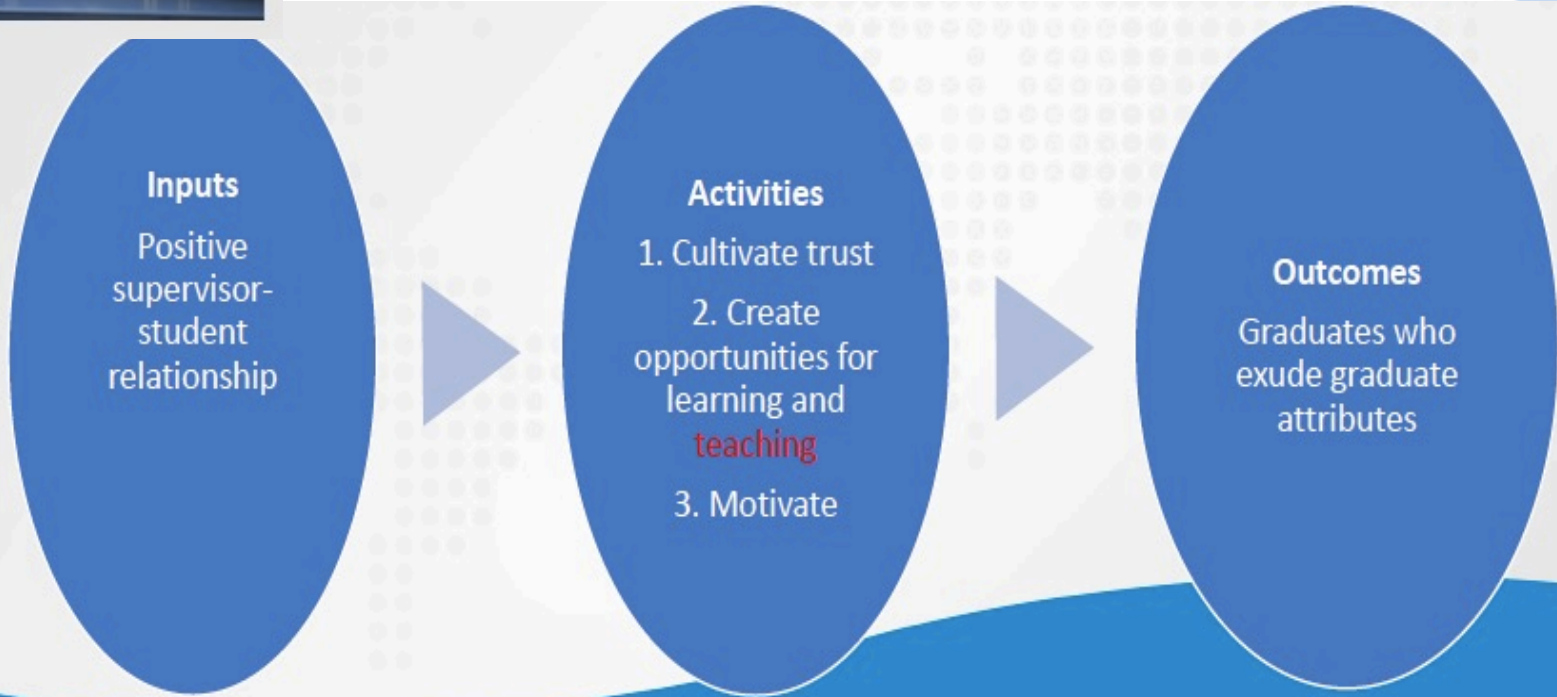 Inputs
Positive
supervisor-
student
relationship
Activities
1. Cultivate trust
2. Create
opportunities for
learning and
teaching
3. Motivate
Outcomes
Graduates who
exude graduate
attributes